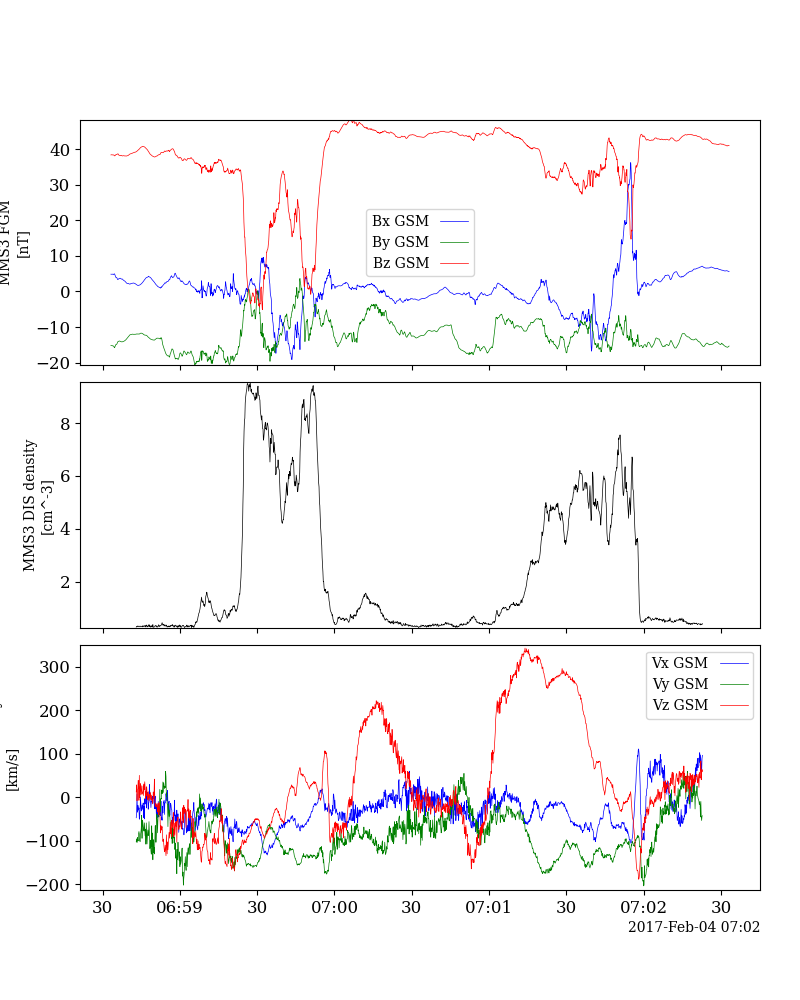 MMS3 FGM
[nT]
40
30
20
10
0
−10
−20
Bx GSM
By GSM
Bz GSM
MMS3 DIS density
[cm^-3]
8
6
4
2
[km/s]
300
200
100
0
−100
−200
Vx GSM
Vy GSM
Vz GSM
30
06:59
30
07:00
30
07:01
30
07:02
30
2017-Feb-04 07:02